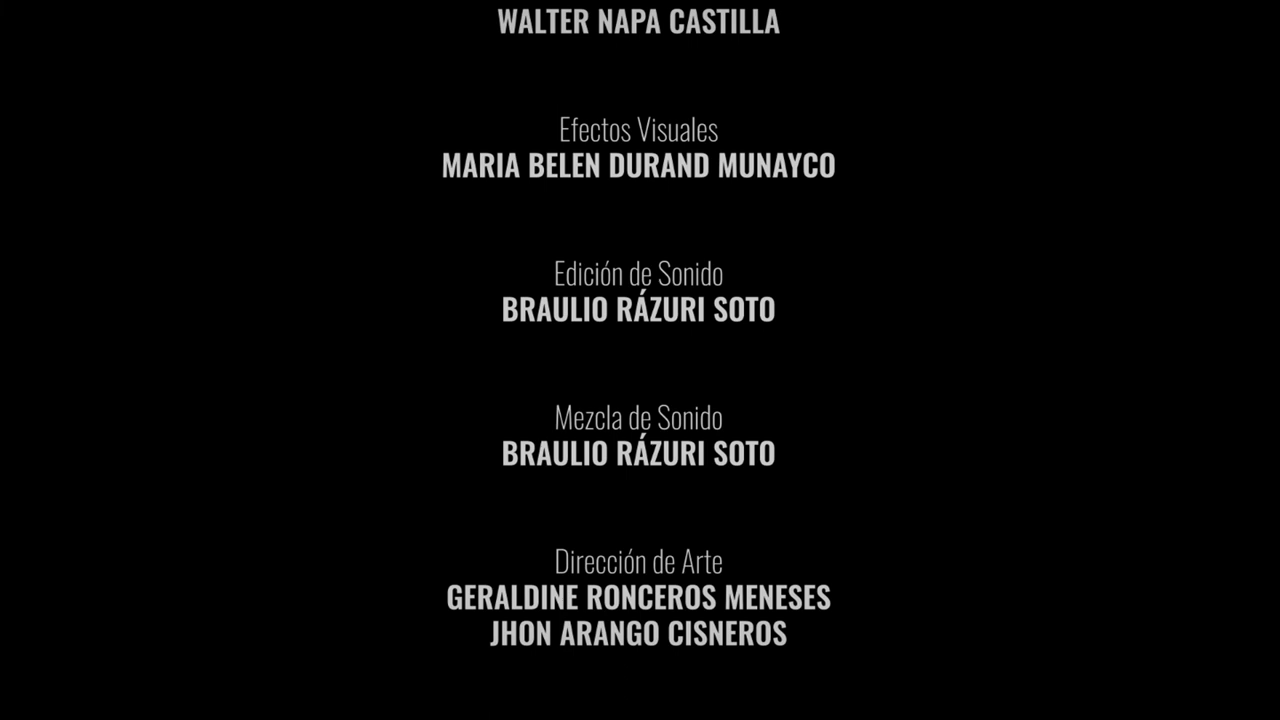 WALTER NAPA CASTILLA
Efectos Visuales
MARIA BELEN DURAND MUNAYCO
Edición de Sonido
BRAULIO RÁZURI SOTO
Mezcla de Sonido
BRAULIO RÁZURI SOTO
Dirección de Arte
GERALDINE RONCEROS MENESES
JHON ARANGO CISNEROS